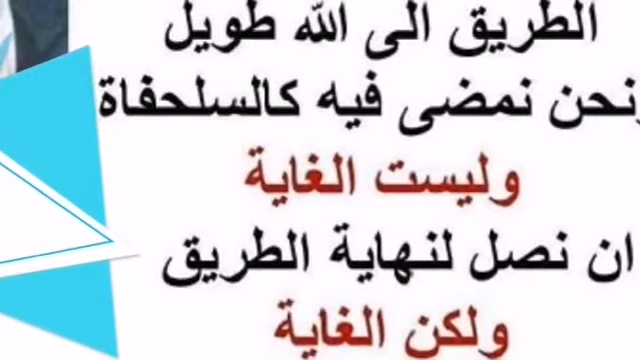 الطريق الى الله طويل
ونحن نمضى فيه كالسلحفاة
وليست الغاية
ان نصل لنهاية الطريق
ولكن الغاية